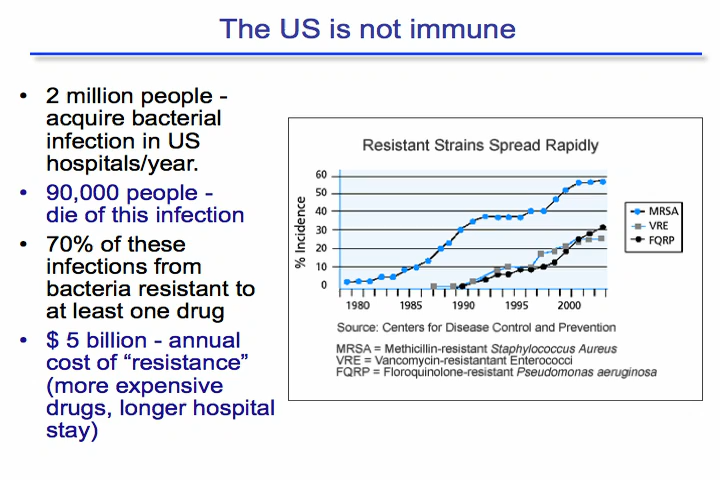 The US is not immune
• 2 million people -
acquire bacterial
infection in US
hospitals/year.
• 90,000 people -
die of this infection
• 70% of these
infections from
bacteria resistant to
at least one drug
• $ 5 billion - annual
cost of “resistance”
(more expensive
drugs, longer hospital
stay)
Resistant Strains Spread Rapidly
% Incidence
60
50
40
30
20
10
0
1980 1985 1990 1995 2000
MRSA
VRE
FQRP
Source: Centers for Disease Control and Prevention
MRSA = Methicillin-resistant Staphylococcus Aureus
VRE = Vancomycin-resistantant Enterococci
FQRP = Floroquinolone-resistant Pseudomonas aeruginosa